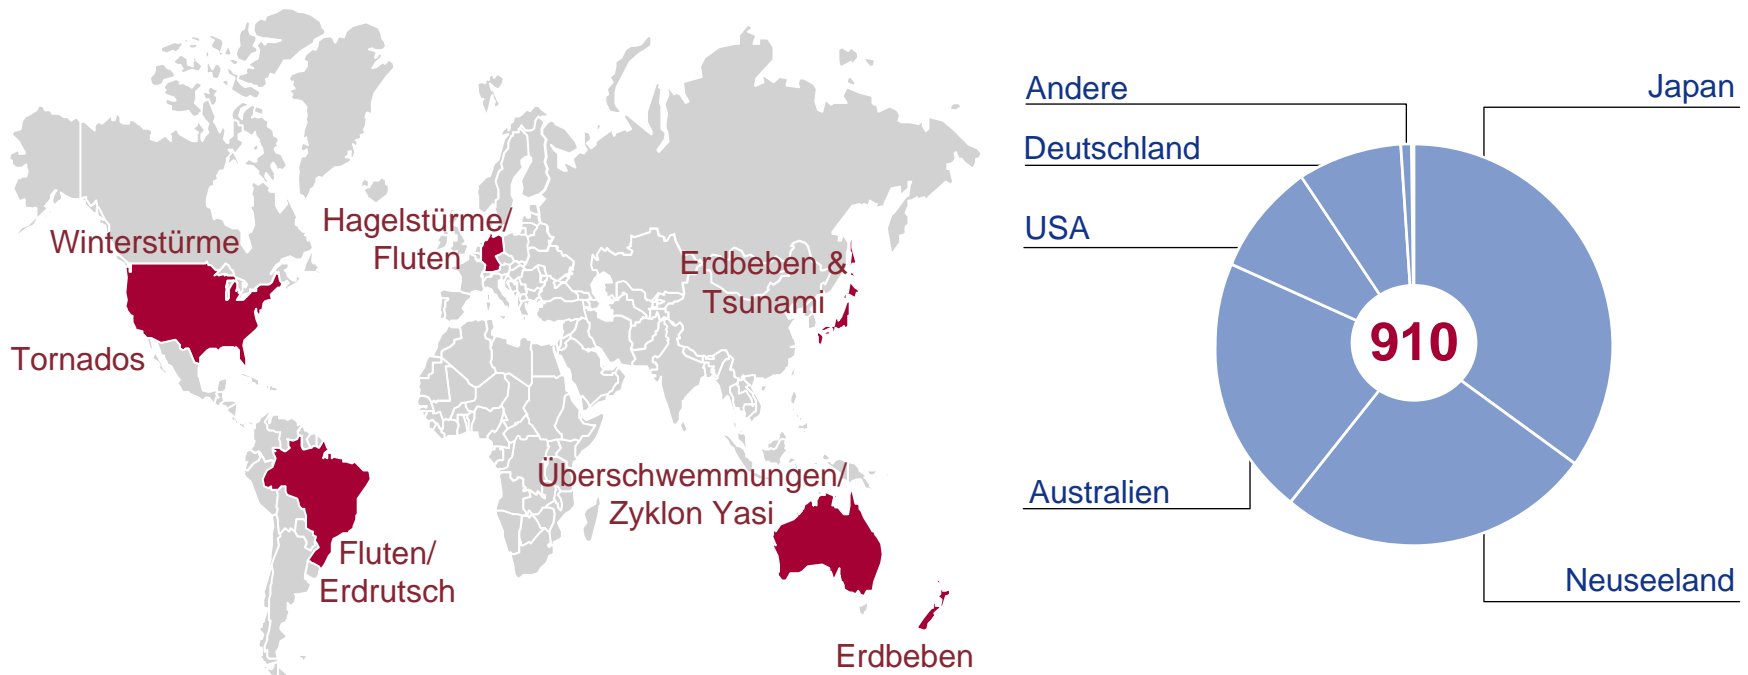 Winterstürme
Tornados
Hagelstürme/
Fluten
Erdbeben &
Tsunami
Überschwemmungen/
Zyklon Yasi
Fluten/
Erdrutsch
Erdbeben
Andere
Deutschland
USA
Australien
Japan
Neuseeland
910